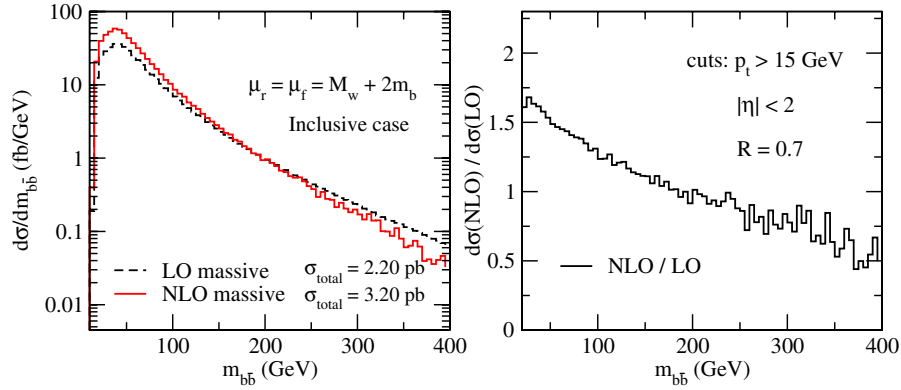 100
10
1
0.1
0.01
dσ/dm_{bb̄} (fb/GeV)
μ_r = μ_f = M_w + 2m_b
Inclusive case
LO massive σ_total = 2.20 pb
NLO massive σ_total = 3.20 pb
100 200 300 400
m_{bb̄} (GeV)
2
1.5
1
0.5
0
dσ(NLO) / dσ(LO)
cuts: p_t > 15 GeV
|η| < 2
R = 0.7
NLO / LO
100 200 300 400
m_{bb̄} (GeV)